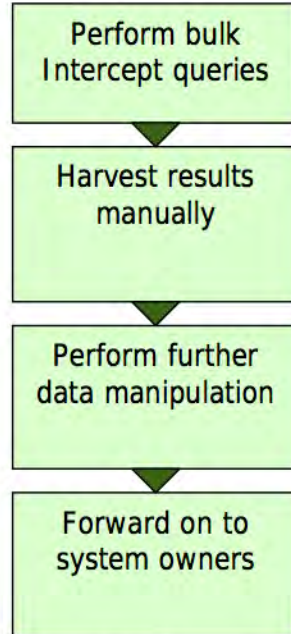 Perform bulk
Intercept queries
Harvest results
manually
Perform further
data manipulation
Forward on to
system owners